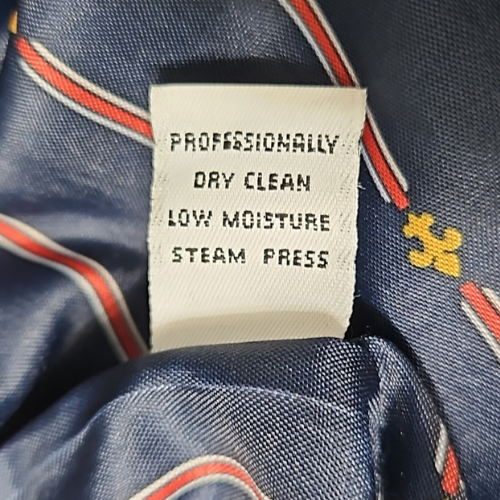 PROFESSIONALLY
DRY CLEAN
LOW MOISTURE
STEAM PRESS